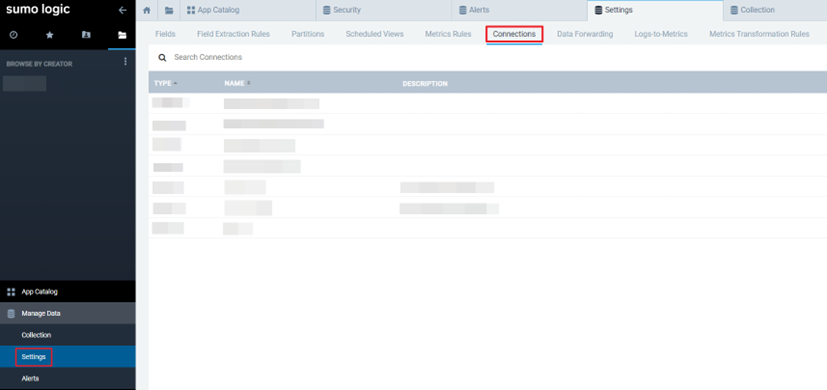 sumo logic
App Catalog Security Alerts Settings Collection
Fields Field Extraction Rules Partitions Scheduled Views Metrics Rules Connections Data Forwarding Logs-to-Metrics Metrics Transformation Rules
BROWSE BY CREATOR
Search Connections
TYPE NAME DESCRIPTION
App Catalog
Manage Data
Collection
Settings
Alerts